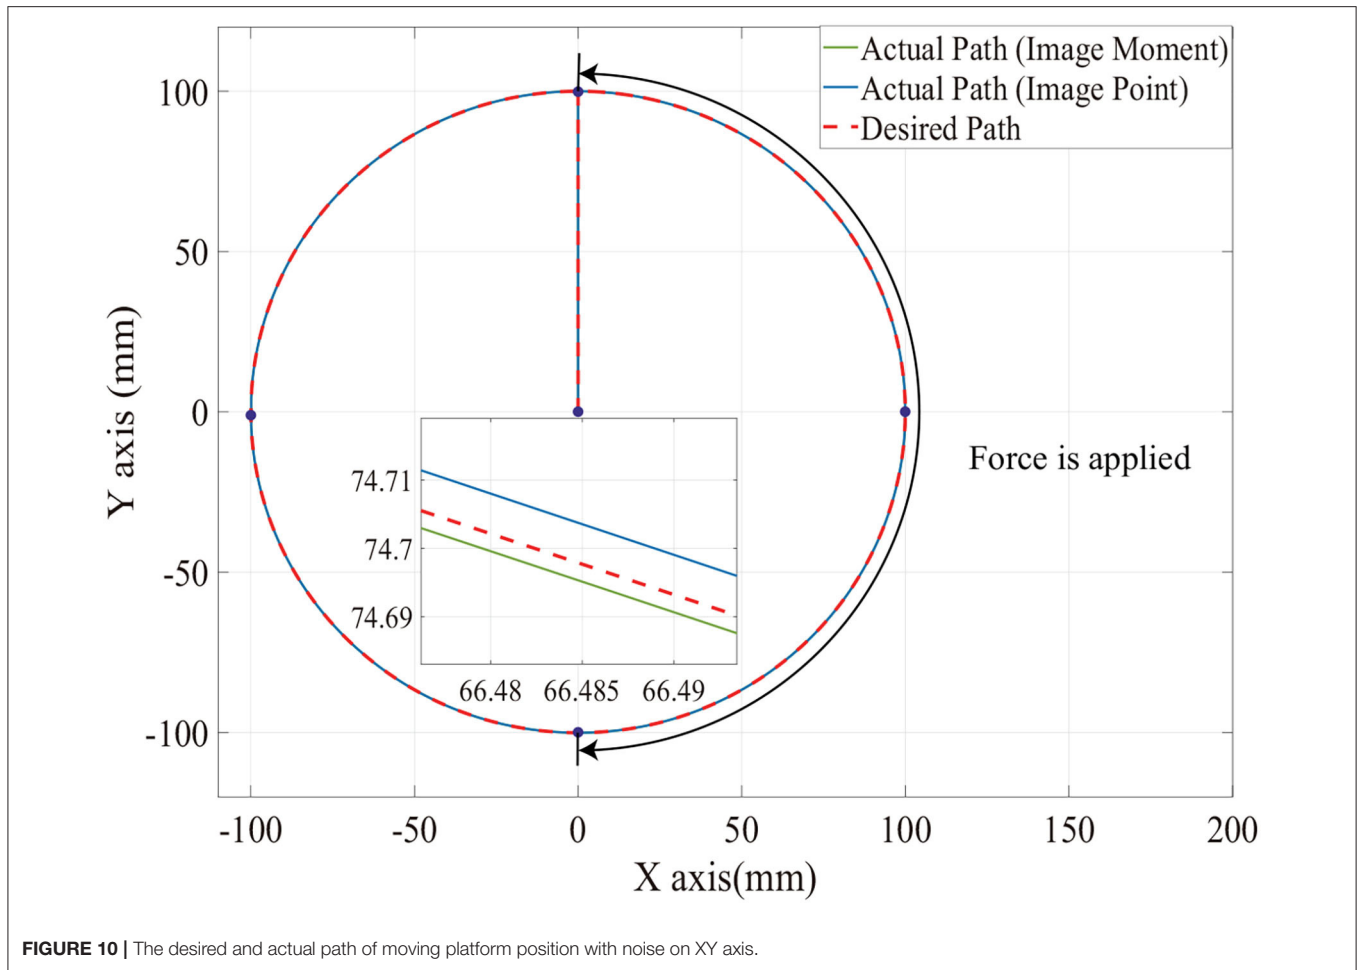 Actual Path (Image Moment)
Actual Path (Image Point)
Desired Path
100
50
0
-50
-100
Y axis (mm)
Force is applied
74.71
74.7
74.69
66.48 66.485 66.49
-100 -50 0 50 100 150 200
X axis(mm)
FIGURE 10 | The desired and actual path of moving platform position with noise on XY axis.